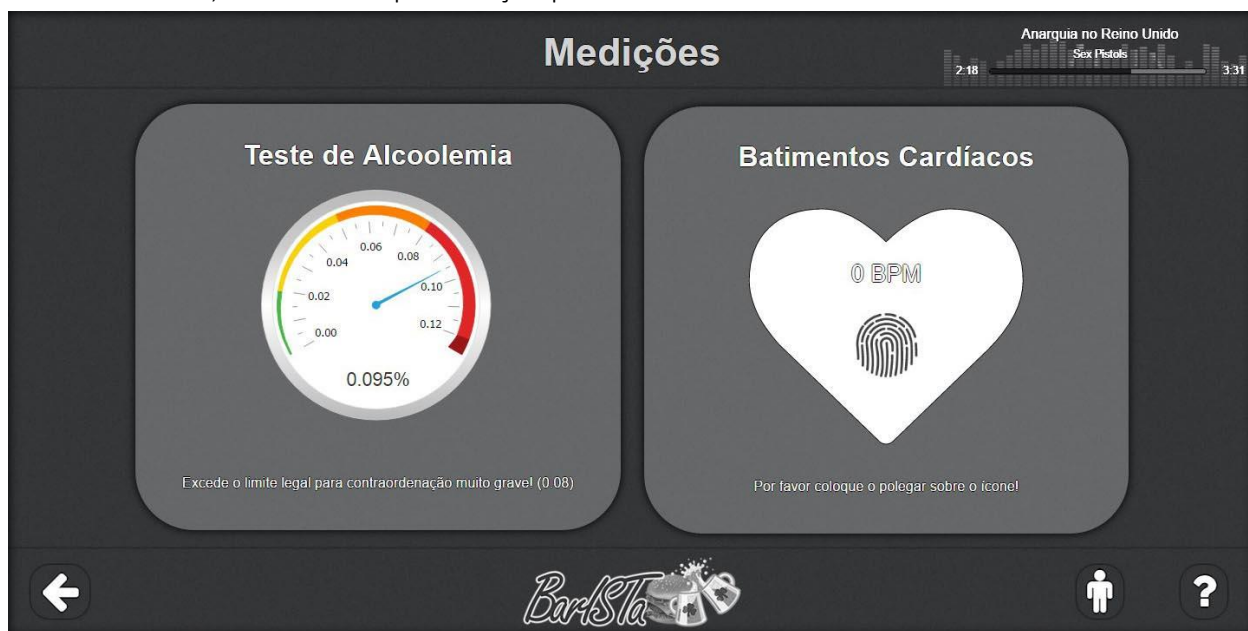 Medições
Anarquia no Reino Unido
Sex Pistols
2:18
3:31
Teste de Alcoolemia
0.00
0.02
0.04
0.06
0.08
0.10
0.12
0.095%
Excede o limite legal para contraordenação muito grave! (0.08)
Batimentos Cardíacos
0 BPM
Por favor coloque o polegar sobre o ícone!
BarISTa
?